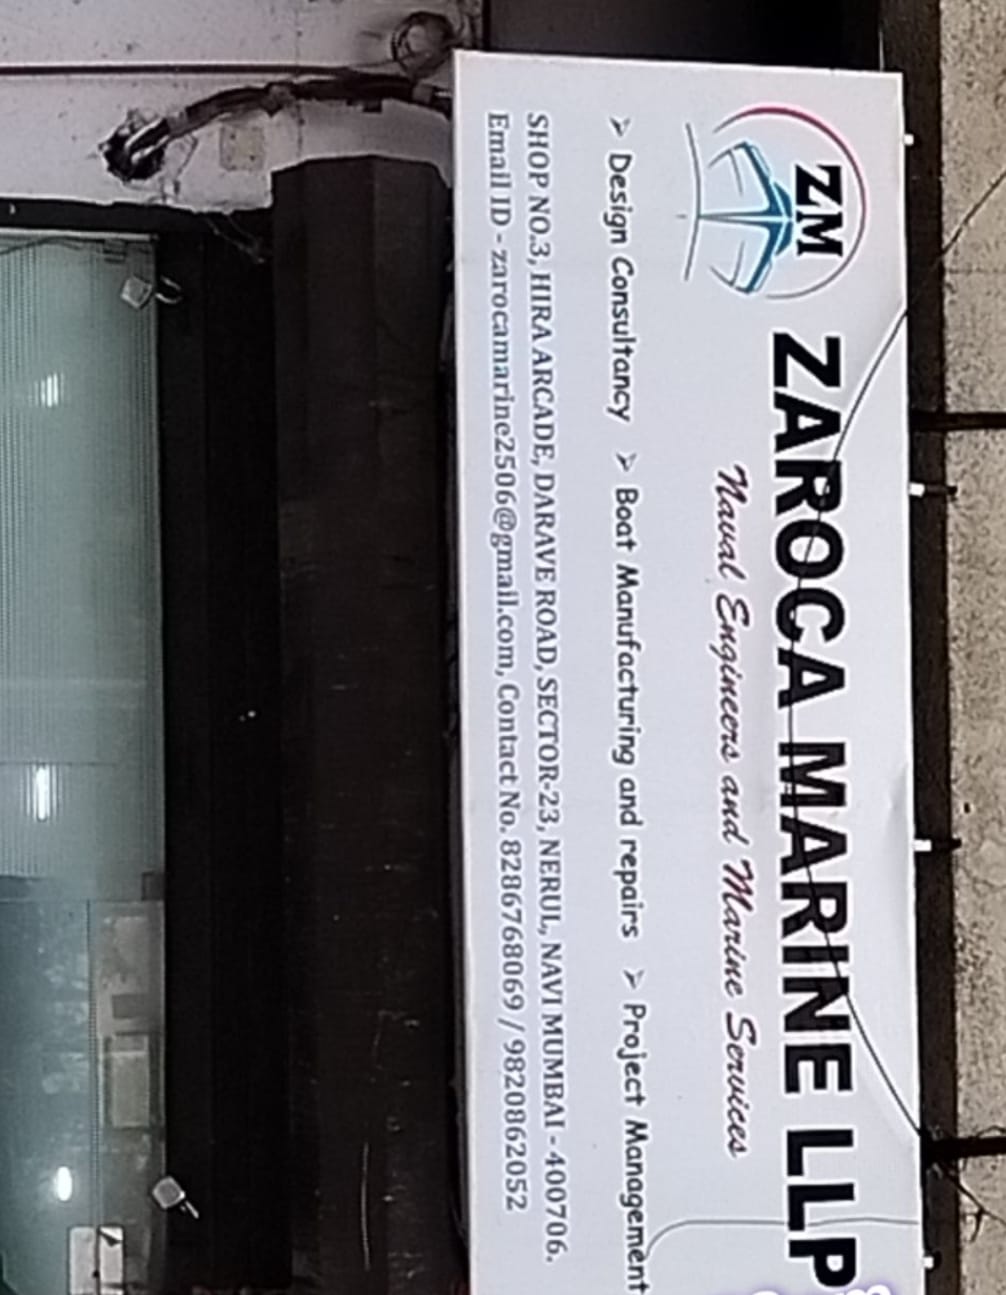 ZM
ZAROCA MARINE LLP
Naval Engineers and Marine Services
➢ Design Consultancy ➢ Boat Manufacturing and repairs ➢ Project Management
SHOP NO.3, HIRA ARCADE, DARAVE ROAD, SECTOR-23, NERUL, NAVI MUMBAI - 400706.
Email ID - zarocamarine2506@gmail.com, Contact No. 8286768069 / 9820862052